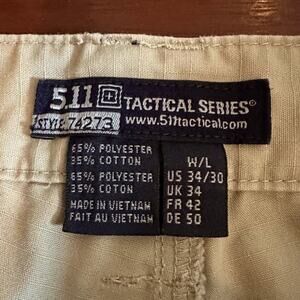 5.11 TACTICAL SERIES®
STYLE 74273 www.511tactical.com
65% POLYESTER
35% COTTON
65% POLYESTER
35% COTON
MADE IN VIETNAM
FAIT AU VIETNAM
W/L
US 34/30
UK 34
FR 42
DE 50